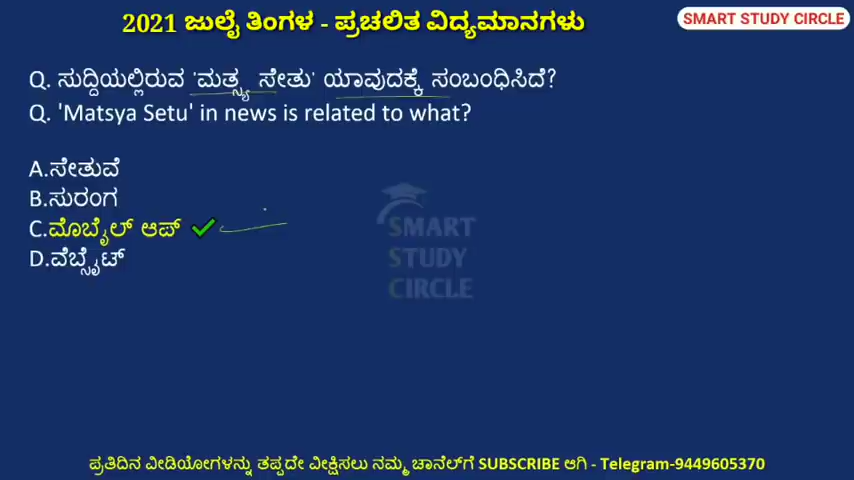 2021 ಜುಲೈ ತಿಂಗಳ - ಪ್ರಚಲಿತ ವಿದ್ಯಮಾನಗಳು
SMART STUDY CIRCLE
Q. ಸುದ್ದಿಯಲ್ಲಿರುವ 'ಮತ್ಸ್ಯ ಸೇತು' ಯಾವುದಕ್ಕೆ ಸಂಬಂಧಿಸಿದೆ?
Q. 'Matsya Setu' in news is related to what?
A.ಸೇತುವೆ
B.ಸುರಂಗ
C.ಮೊಬೈಲ್ ಆಪ್
D.ವೆಬ್ಸೈಟ್
SMART
STUDY
CIRCLE
ಪ್ರತಿದಿನ ವೀಡಿಯೋಗಳನ್ನು ತಪ್ಪದೇ ವೀಕ್ಷಿಸಲು ನಮ್ಮ ಚಾನೆಲ್‌ಗೆ SUBSCRIBE ಆಗಿ - Telegram-9449605370